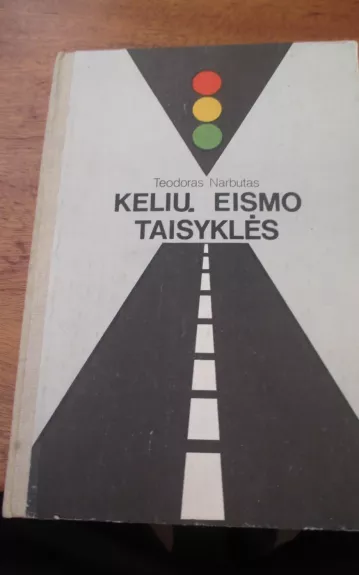 Teodoras Narbutas
KELIŲ EISMO
TAISYKLĖS